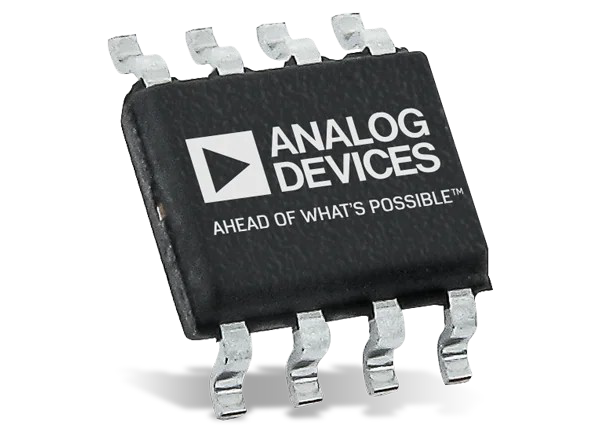 ANALOG
DEVICES
AHEAD OF WHAT'S POSSIBLE™